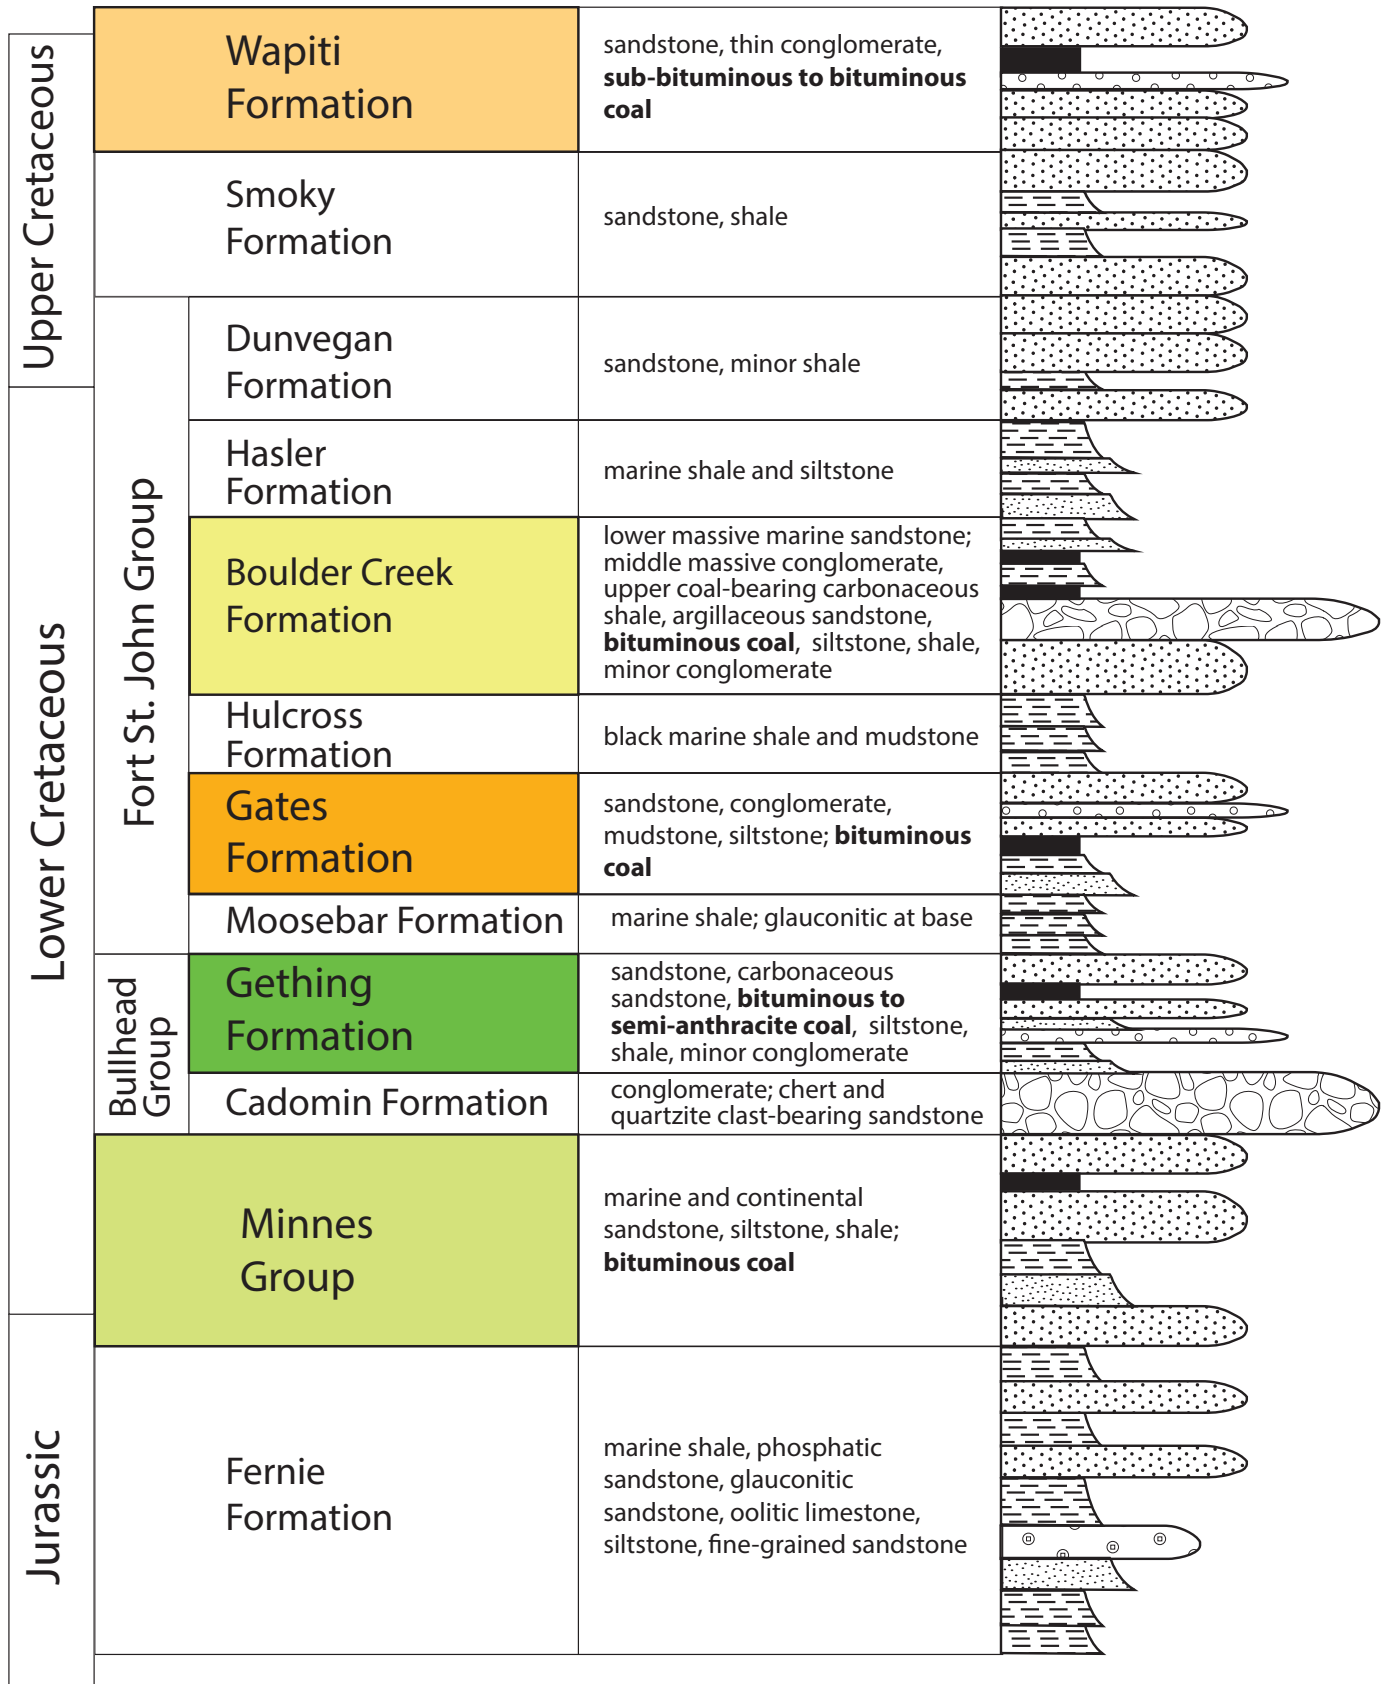 Upper Cretaceous
Wapiti
Formation
sandstone, thin conglomerate,
sub-bituminous to bituminous
coal
Smoky
Formation
sandstone, shale
Lower Cretaceous
Fort St. John Group
Dunvegan
Formation
sandstone, minor shale
Hasler
Formation
marine shale and siltstone
Boulder Creek
Formation
lower massive marine sandstone;
middle massive conglomerate,
upper coal-bearing carbonaceous
shale, argillaceous sandstone,
bituminous coal, siltstone, shale,
minor conglomerate
Hulcross
Formation
black marine shale and mudstone
Gates
Formation
sandstone, conglomerate,
mudstone, siltstone; bituminous
coal
Moosebar Formation
marine shale; glauconitic at base
Bullhead
Group
Gething
Formation
sandstone, carbonaceous
sandstone, bituminous to
semi-anthracite coal, siltstone,
shale, minor conglomerate
Cadomin Formation
conglomerate; chert and
quartzite clast-bearing sandstone
Minnes
Group
marine and continental
sandstone, siltstone, shale;
bituminous coal
Jurassic
Fernie
Formation
marine shale, phosphatic
sandstone, glauconitic
sandstone, oolitic limestone,
siltstone, fine-grained sandstone